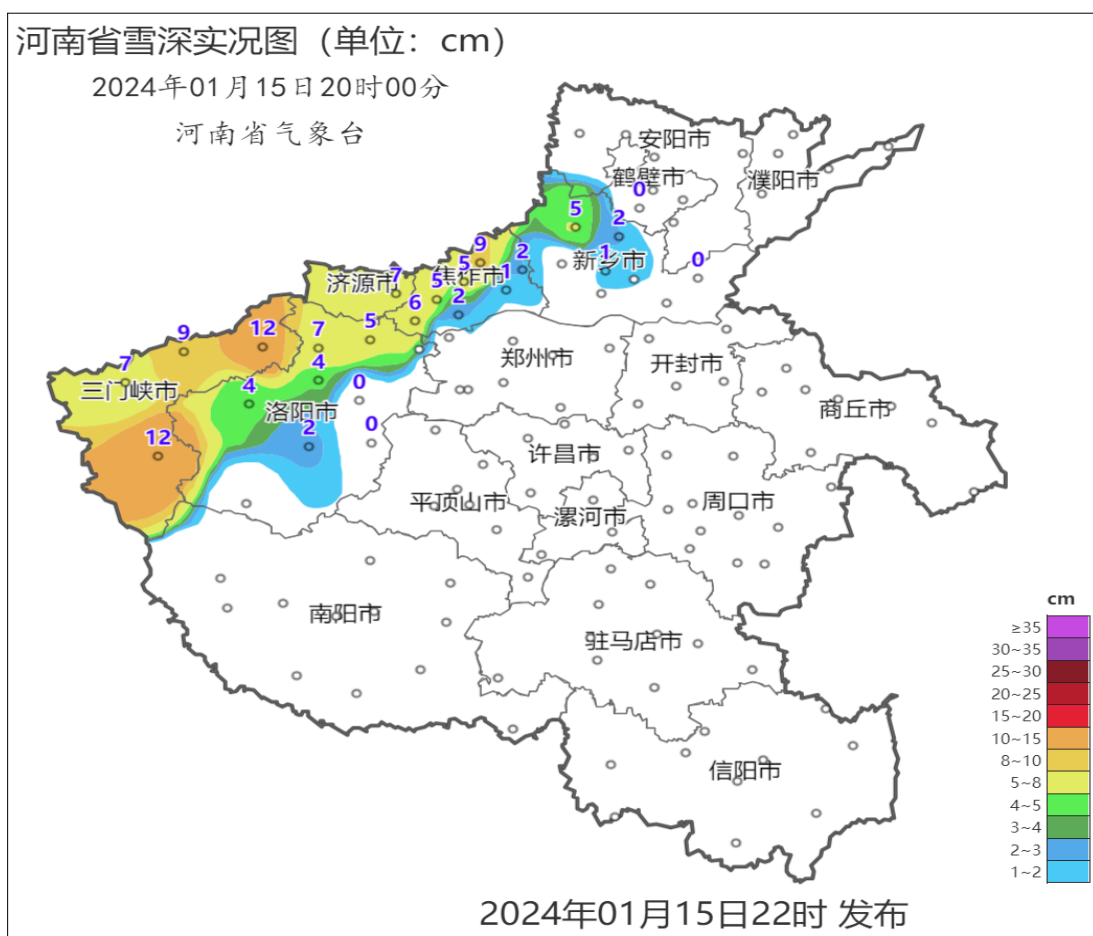 河南省雪深实况图（单位：cm）
2024年01月15日20时00分
河南省气象台
安阳市
鹤壁市
濮阳市
0
5
2
新乡市
1
0
9
5
焦作市
2
1
济源市
7
5
2
6
12
7
5
9
7
三门峡市
4
4
0
洛阳市
2
0
12
郑州市
开封市
商丘市
许昌市
平顶山市
漯河市
周口市
南阳市
驻马店市
信阳市
cm
≥35
30~35
25~30
20~25
15~20
10~15
8~10
5~8
4~5
3~4
2~3
1~2
2024年01月15日22时 发布